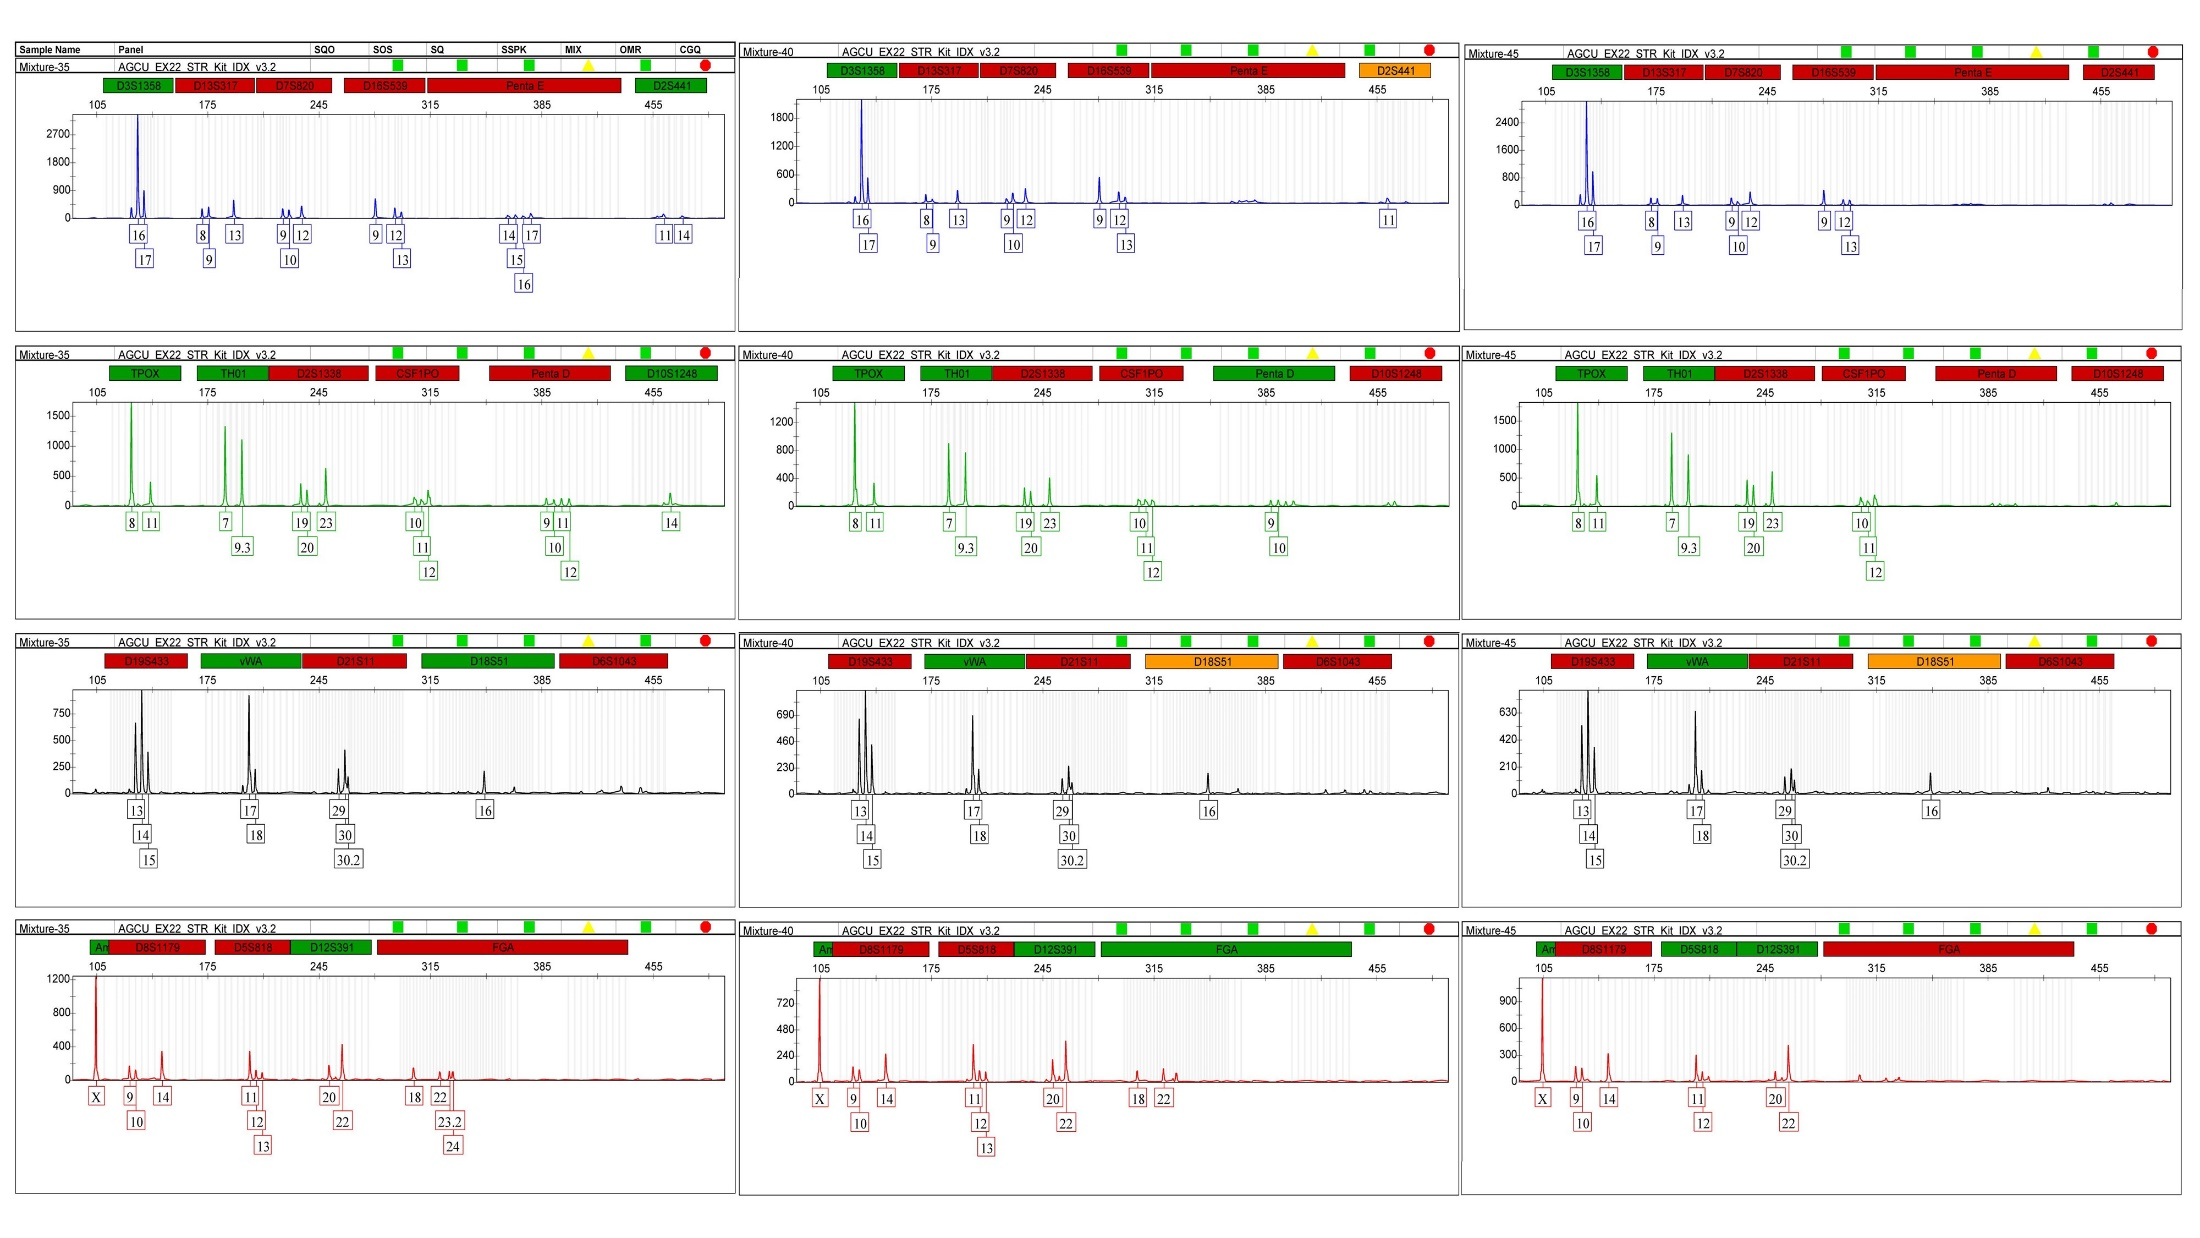 Sample Name Panel SQO SOS SQ SSPK MIX OMR CGQ
Mixture-35 AGCU_EX22_STR_Kit_IDX_v3.2
D3S1358 D13S317 D7S820 D16S539 Penta E D2S441
105 175 245 315 385 455
2700
1800
900
0
16 8 13 9 12 9 12 14 17 11 14
17 9 10 13 15
16
Mixture-40 AGCU_EX22_STR_Kit_IDX_v3.2
D3S1358 D13S317 D7S820 D16S539 Penta E D2S441
105 175 245 315 385 455
1800
1200
600
0
16 8 13 9 12 9 12 11
17 9 10 13
Mixture-45 AGCU_EX22_STR_Kit_IDX_v3.2
D3S1358 D13S317 D7S820 D16S539 Penta E D2S441
105 175 245 315 385 455
2400
1600
800
0
16 8 13 9 12 9 12
17 9 10 13
Mixture-35 AGCU_EX22_STR_Kit_IDX_v3.2
TPOX TH01 D2S1338 CSF1PO Penta D D10S1248
105 175 245 315 385 455
1500
1000
500
0
8 11 7 19 23 10 9 11 14
9.3 20 11 10
12 12
Mixture-40 AGCU_EX22_STR_Kit_IDX_v3.2
TPOX TH01 D2S1338 CSF1PO Penta D D10S1248
105 175 245 315 385 455
1200
800
400
0
8 11 7 19 23 10 9
9.3 20 11 10
12
Mixture-45 AGCU_EX22_STR_Kit_IDX_v3.2
TPOX TH01 D2S1338 CSF1PO Penta D D10S1248
105 175 245 315 385 455
1500
1000
500
0
8 11 7 19 23 10
9.3 20 11
12
Mixture-35 AGCU_EX22_STR_Kit_IDX_v3.2
D19S433 vWA D21S11 D18S51 D6S1043
105 175 245 315 385 455
750
500
250
0
13 17 29 16
14 18 30
15 30.2
Mixture-40 AGCU_EX22_STR_Kit_IDX_v3.2
D19S433 vWA D21S11 D18S51 D6S1043
105 175 245 315 385 455
690
460
230
0
13 17 29 16
14 18 30
15 30.2
Mixture-45 AGCU_EX22_STR_Kit_IDX_v3.2
D19S433 vWA D21S11 D18S51 D6S1043
105 175 245 315 385 455
630
420
210
0
13 17 29 16
14 18 30
15 30.2
Mixture-35 AGCU_EX22_STR_Kit_IDX_v3.2
D8S1179 D5S818 D12S391 FGA
105 175 245 315 385 455
1200
800
400
0
X 9 14 11 20 18 22
10 12 22 23.2
13 24
Mixture-40 AGCU_EX22_STR_Kit_IDX_v3.2
D8S1179 D5S818 D12S391 FGA
105 175 245 315 385 455
720
480
240
0
X 9 14 11 20 18 22
10 12 22
13
Mixture-45 AGCU_EX22_STR_Kit_IDX_v3.2
D8S1179 D5S818 D12S391 FGA
105 175 245 315 385 455
900
600
300
0
X 9 14 11 20
10 12 22